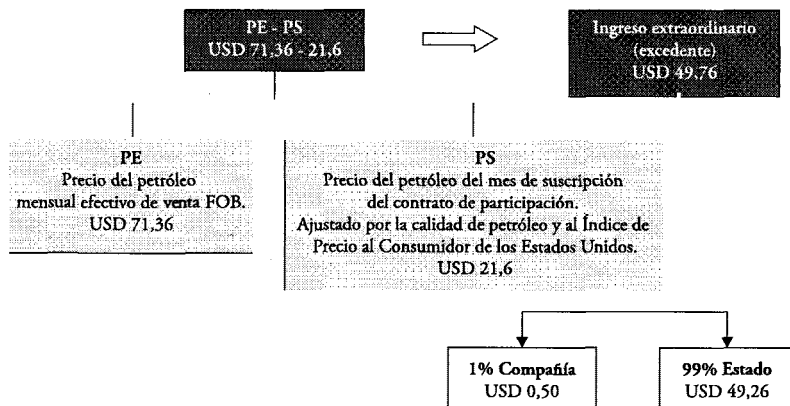 PE - PS
USD 71,36 - 21,6
Ingreso extraordinario
(excedente)
USD 49.76
PE
Precio del petróleo
mensual efectivo de venta FOB.
USD 71,36
PS
Precio del petróleo del mes de suscripción
del contrato de participación.
Ajustado por la calidad de petróleo y al Índice de
Precio al Consumidor de los Estados Unidos.
USD 21,6
1% Compañía
USD 0,50
99% Estado
USD 49,26